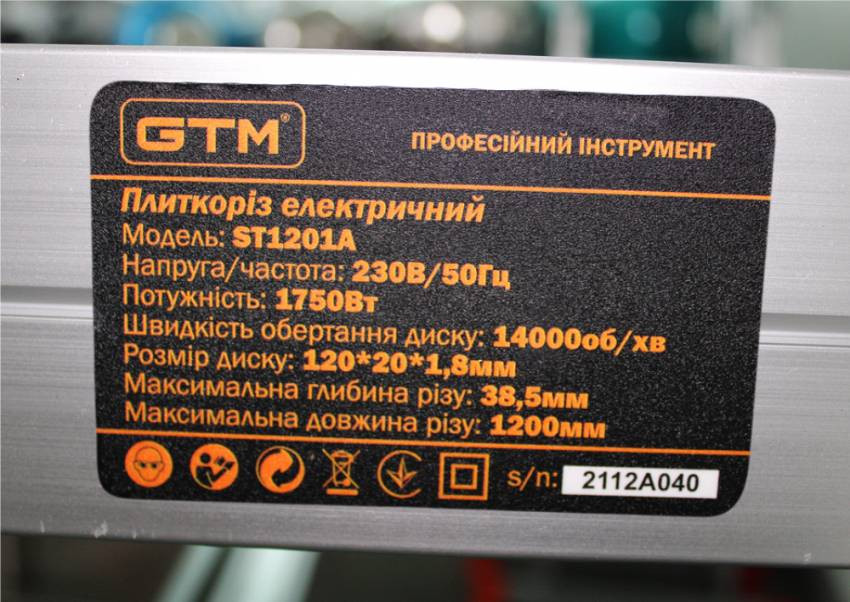 GTM®
ПРОФЕСІЙНИЙ ІНСТРУМЕНТ
Плиткоріз електричний
Модель: ST1201A
Напруга/частота: 230В/50Гц
Потужність: 1750Вт
Швидкість обертання диску: 14000об/хв
Розмір диску: 120*20*1,8мм
Максимальна глибина різу: 38,5мм
Максимальна довжина різу: 1200мм
s/n: 2112A040